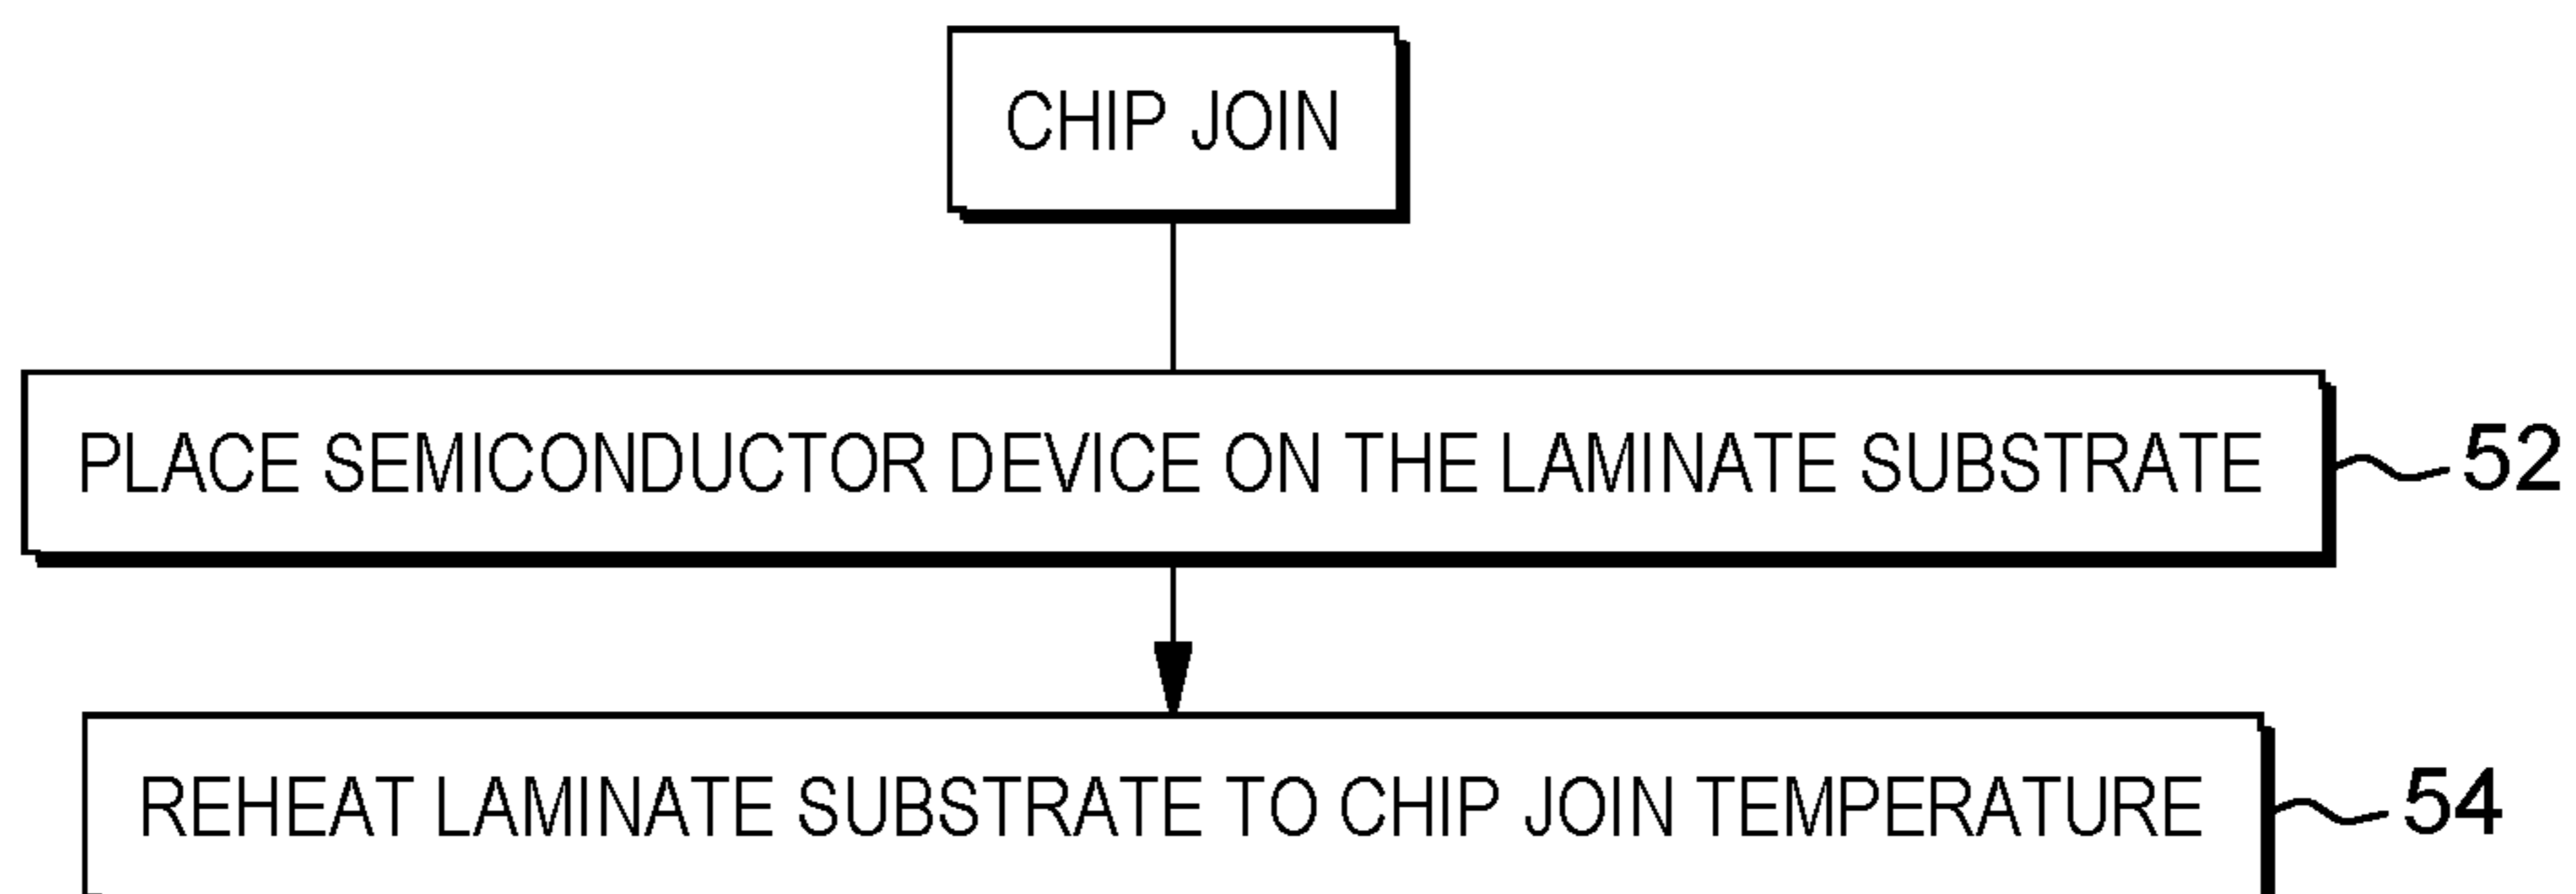 CHIP JOIN
PLACE SEMICONDUCTOR DEVICE ON THE LAMINATE SUBSTRATE
52
REHEAT LAMINATE SUBSTRATE TO CHIP JOIN TEMPERATURE
54